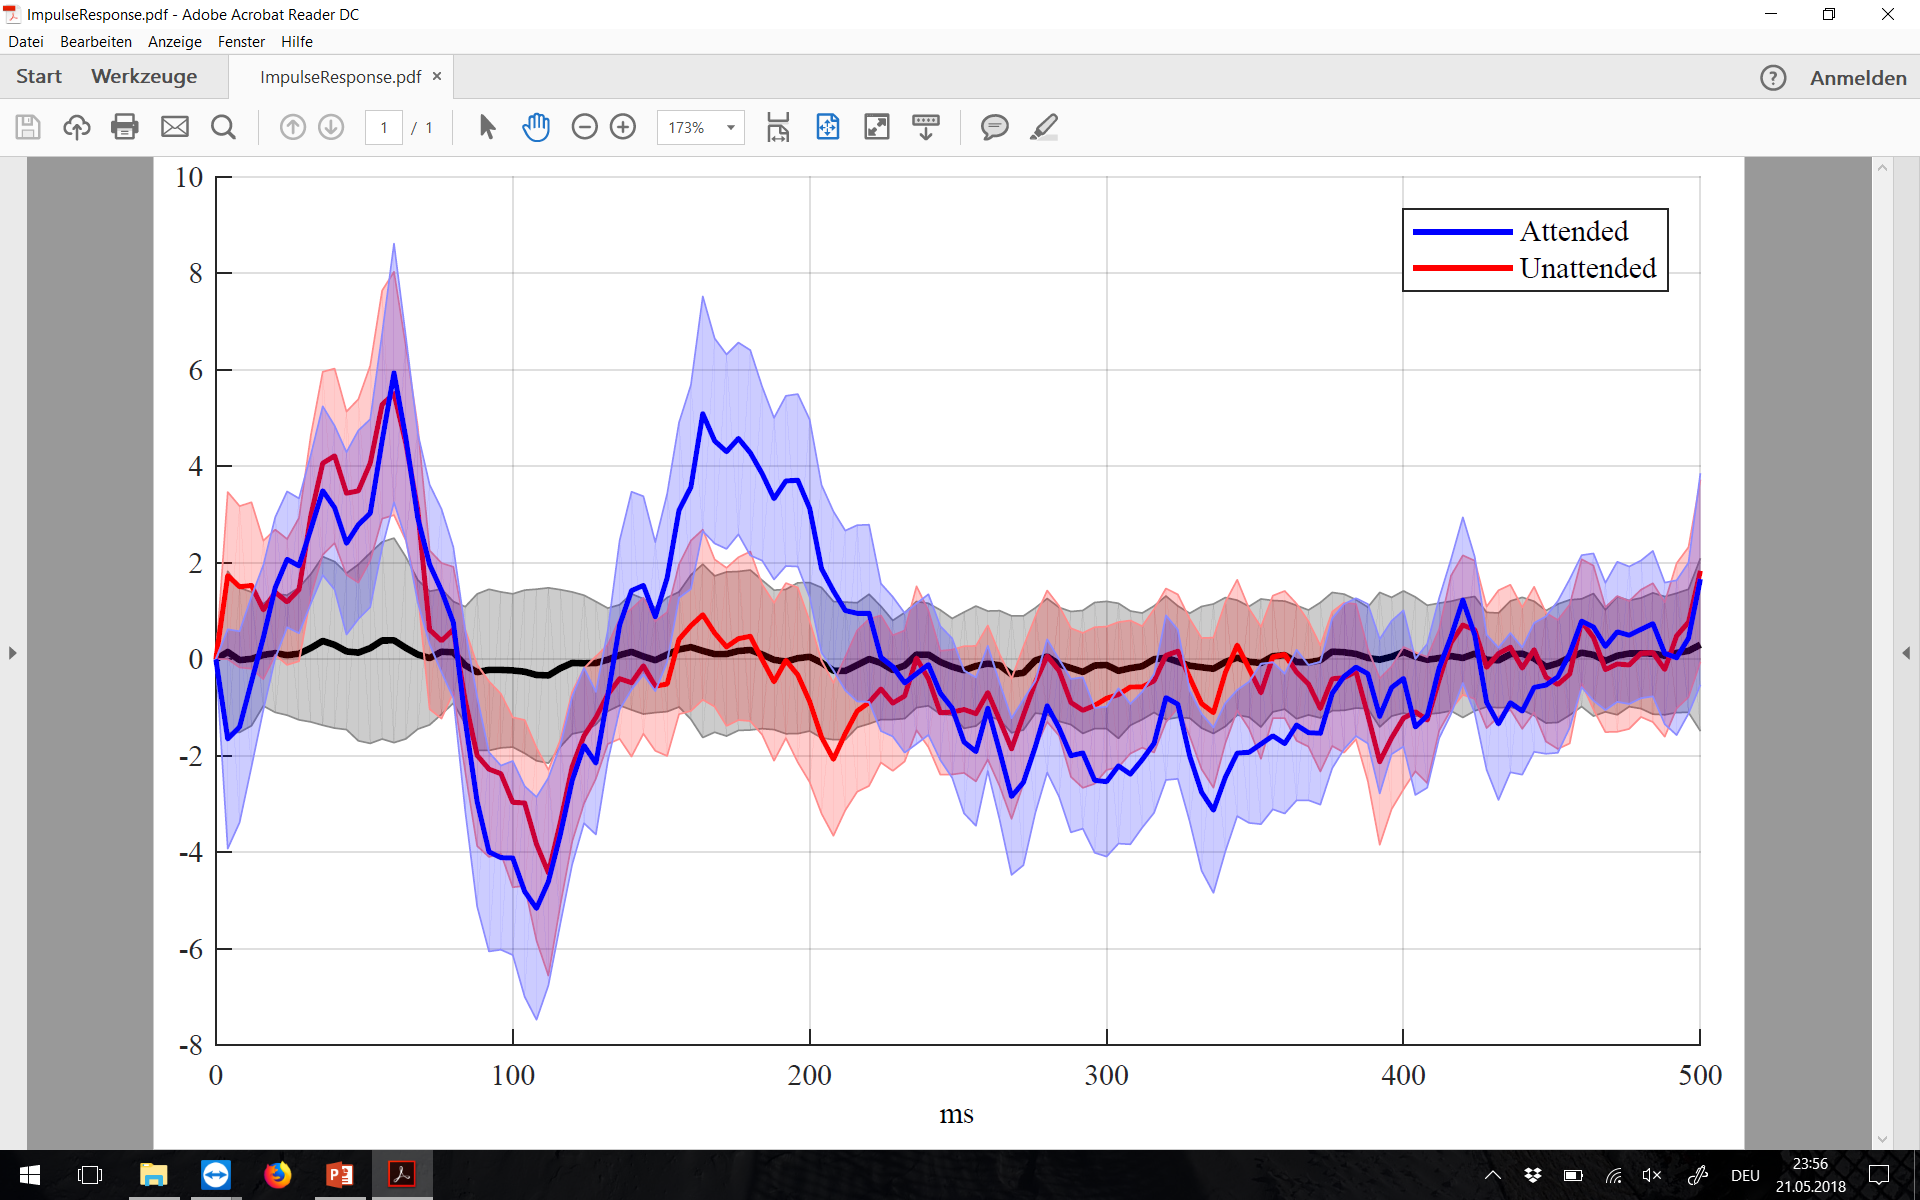 ImpulseResponse.pdf - Adobe Acrobat Reader DC
Datei Bearbeiten Anzeige Fenster Hilfe
Start Werkzeuge ImpulseResponse.pdf × ? Anmelden
1 / 1 173%
10
8
6
4
2
0
-2
-4
-6
-8
Attended
Unattended
0 100 200 300 400 500
ms
DEU
23:56
21.05.2018